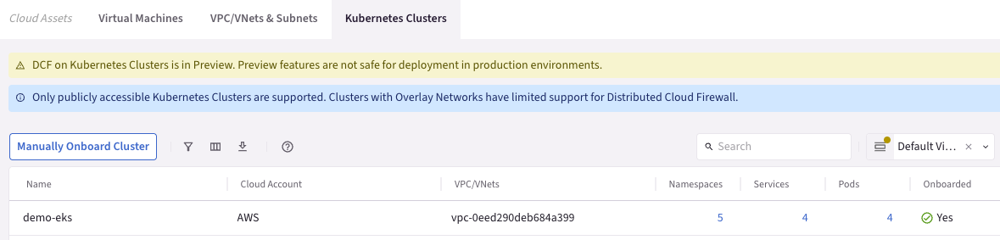 Cloud Assets Virtual Machines VPC/VNets & Subnets Kubernetes Clusters
DCF on Kubernetes Clusters is in Preview. Preview features are not safe for deployment in production environments.
Only publicly accessible Kubernetes Clusters are supported. Clusters with Overlay Networks have limited support for Distributed Cloud Firewall.
Manually Onboard Cluster Search Default Vi...
Name Cloud Account VPC/VNets Namespaces Services Pods Onboarded
demo-eks AWS vpc-0eed290deb684a399 5 4 4 Yes